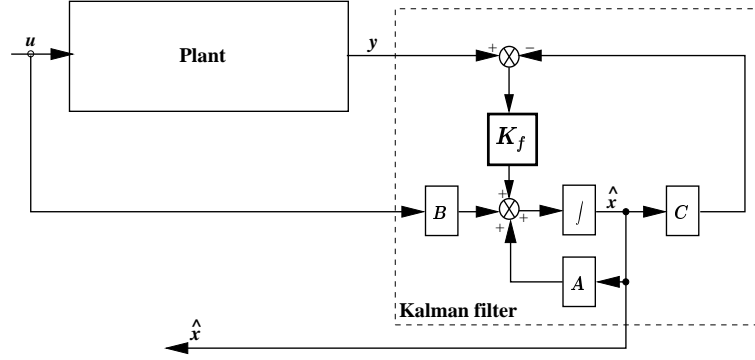 u
Plant
y
+
−
K_f
B
+
+
+
∫
x̂
C
A
Kalman filter
x̂